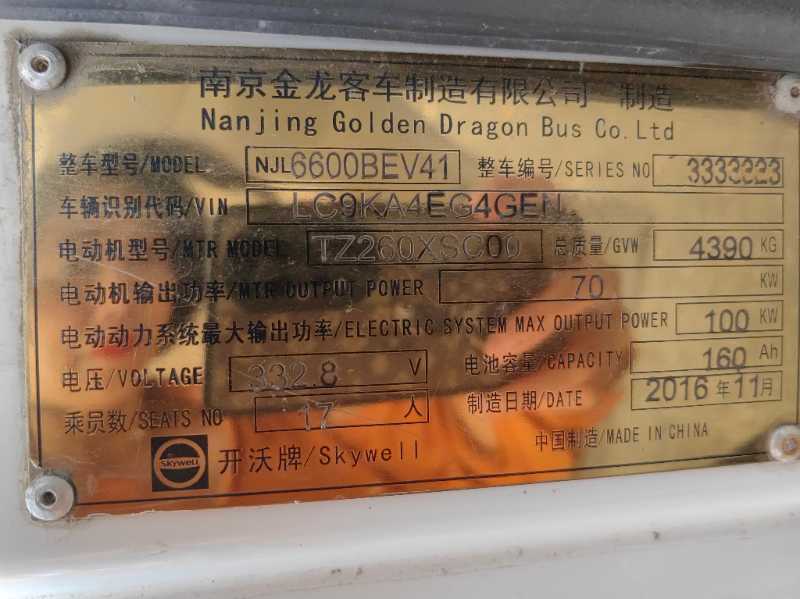 南京金龙客车制造有限公司 制造
Nanjing Golden Dragon Bus Co.Ltd
整车型号/MODEL NJL6600BEV41 整车编号/SERIES NO 3333323
车辆识别代码/VIN LC9KA4EG4GEN
电动机型号/MTR MODEL TZ260XSC00 总质量/GVW 4390 KG
电动机输出功率/MTR OUTPUT POWER 70 KW
电动动力系统最大输出功率/ELECTRIC SYSTEM MAX OUTPUT POWER 100 KW
电压/VOLTAGE 332.8 V 电池容量/CAPACITY 160 Ah
乘员数/SEATS NO 17 人 制造日期/DATE 2016 年 11 月
Skywell 开沃牌/Skywell 中国制造/MADE IN CHINA